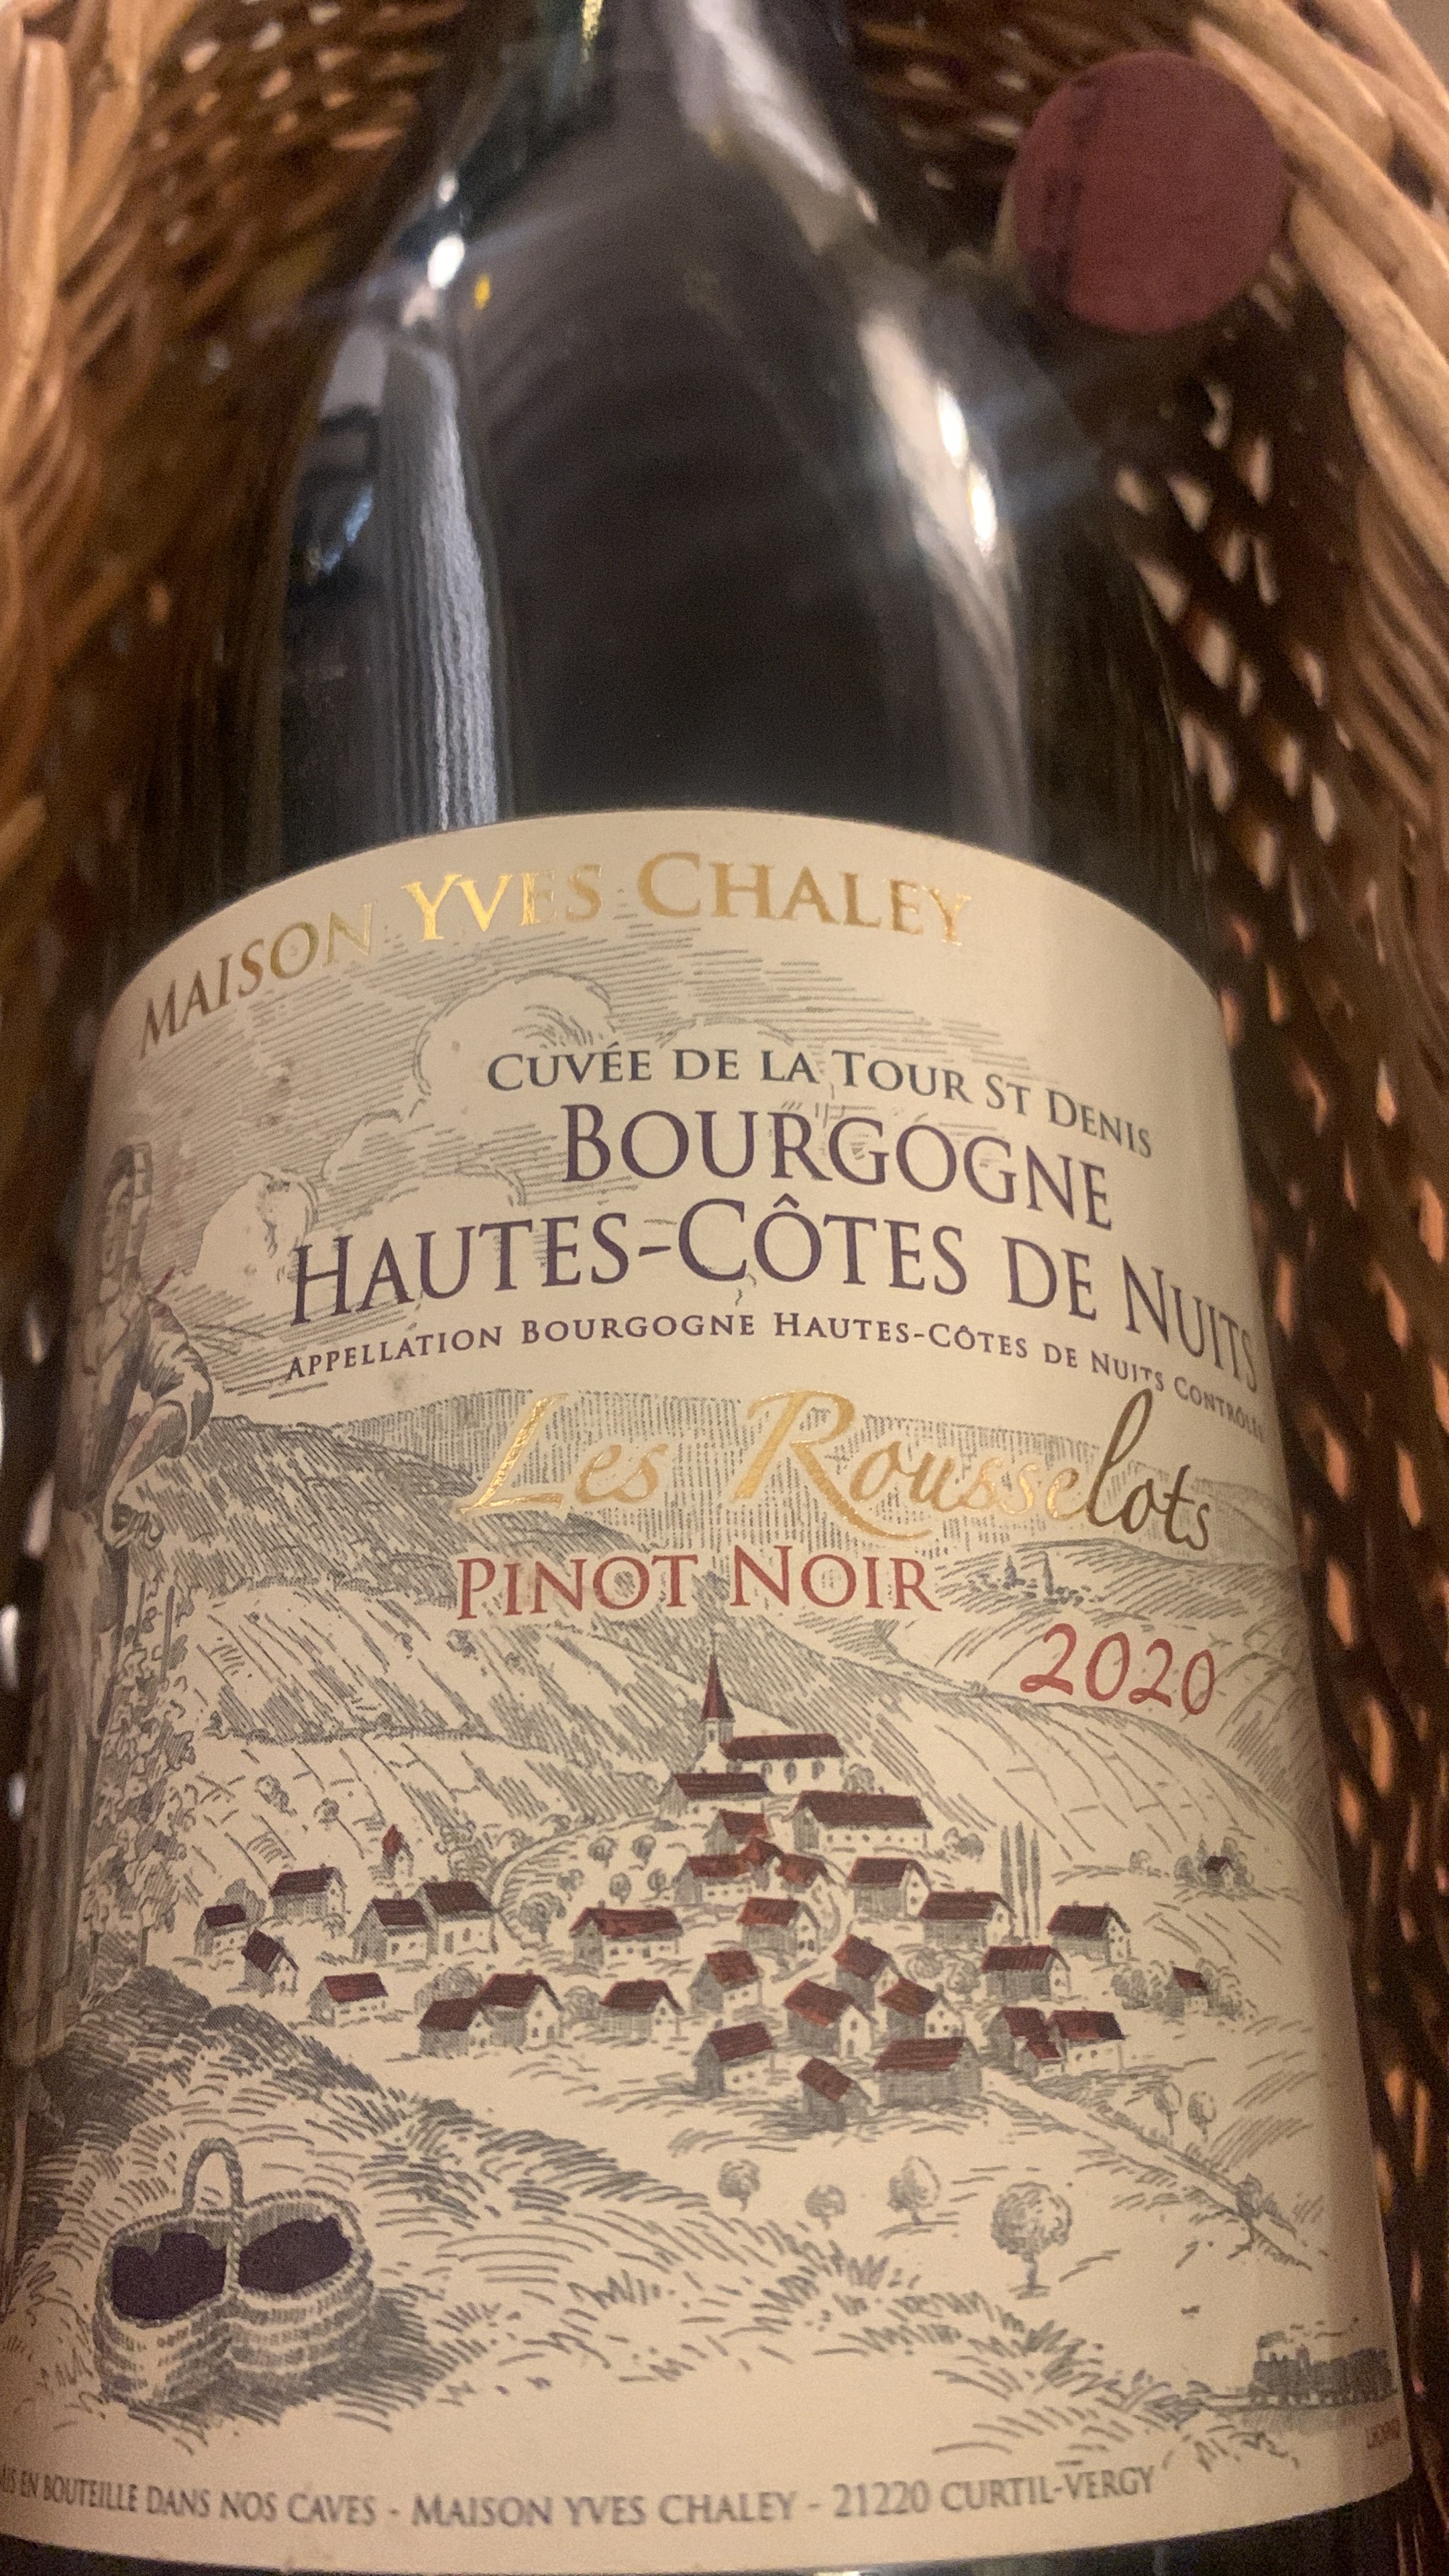 MAISON YVES CHALEY
CUVÉE DE LA TOUR ST DENIS
BOURGOGNE
HAUTES-CÔTES DE NUITS
APPELLATION BOURGOGNE HAUTES-CÔTES DE NUITS CONTRÔLÉE
Les Rousselots
PINOT NOIR
2020
EN BOUTEILLE DANS NOS CAVES - MAISON YVES CHALEY - 21220 CURTIL-VERGY